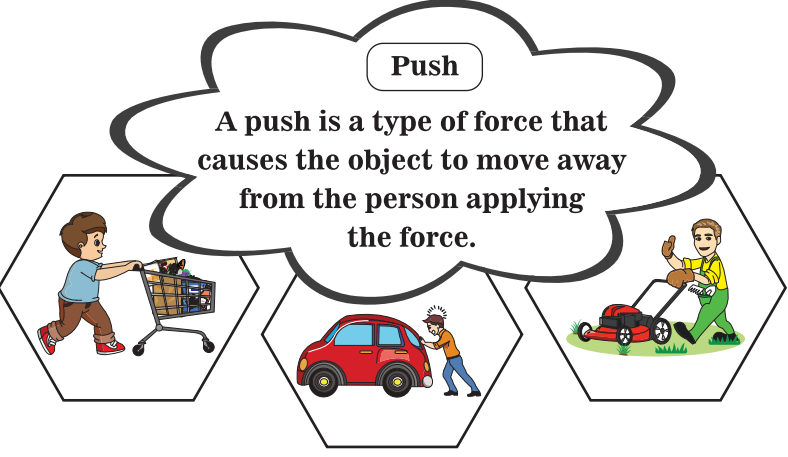 Push
A push is a type of force that
causes the object to move away
from the person applying
the force.